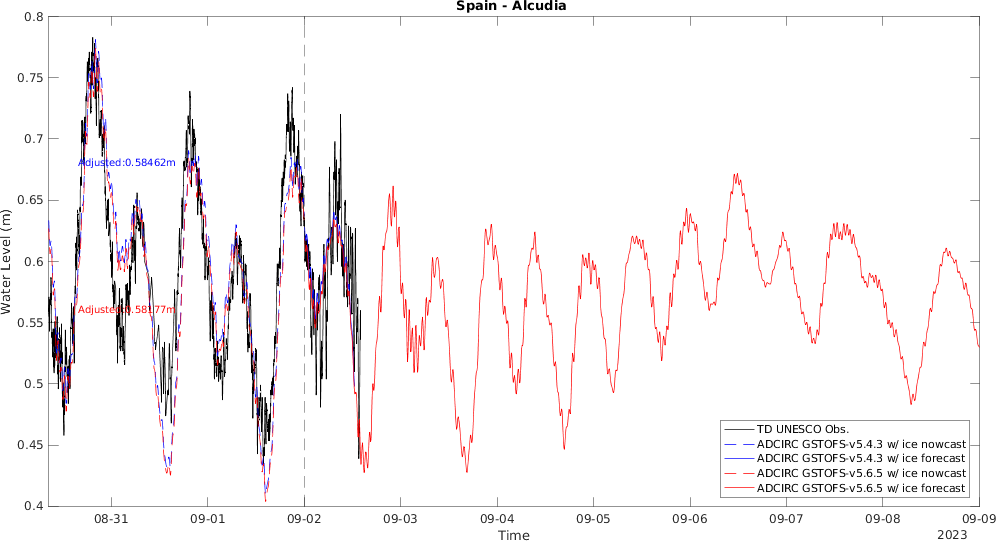 Spain - Alcudia
0.8
0.75
0.7
0.65
0.6
0.55
0.5
0.45
0.4
Water Level (m)
Adjusted:0.58462m
Adjusted:0.58177m
TD UNESCO Obs.
ADCIRC GSTOFS-v5.4.3 w/ ice nowcast
ADCIRC GSTOFS-v5.4.3 w/ ice forecast
ADCIRC GSTOFS-v5.6.5 w/ ice nowcast
ADCIRC GSTOFS-v5.6.5 w/ ice forecast
08-31 09-01 09-02 09-03 09-04 09-05 09-06 09-07 09-08 09-09
Time
2023